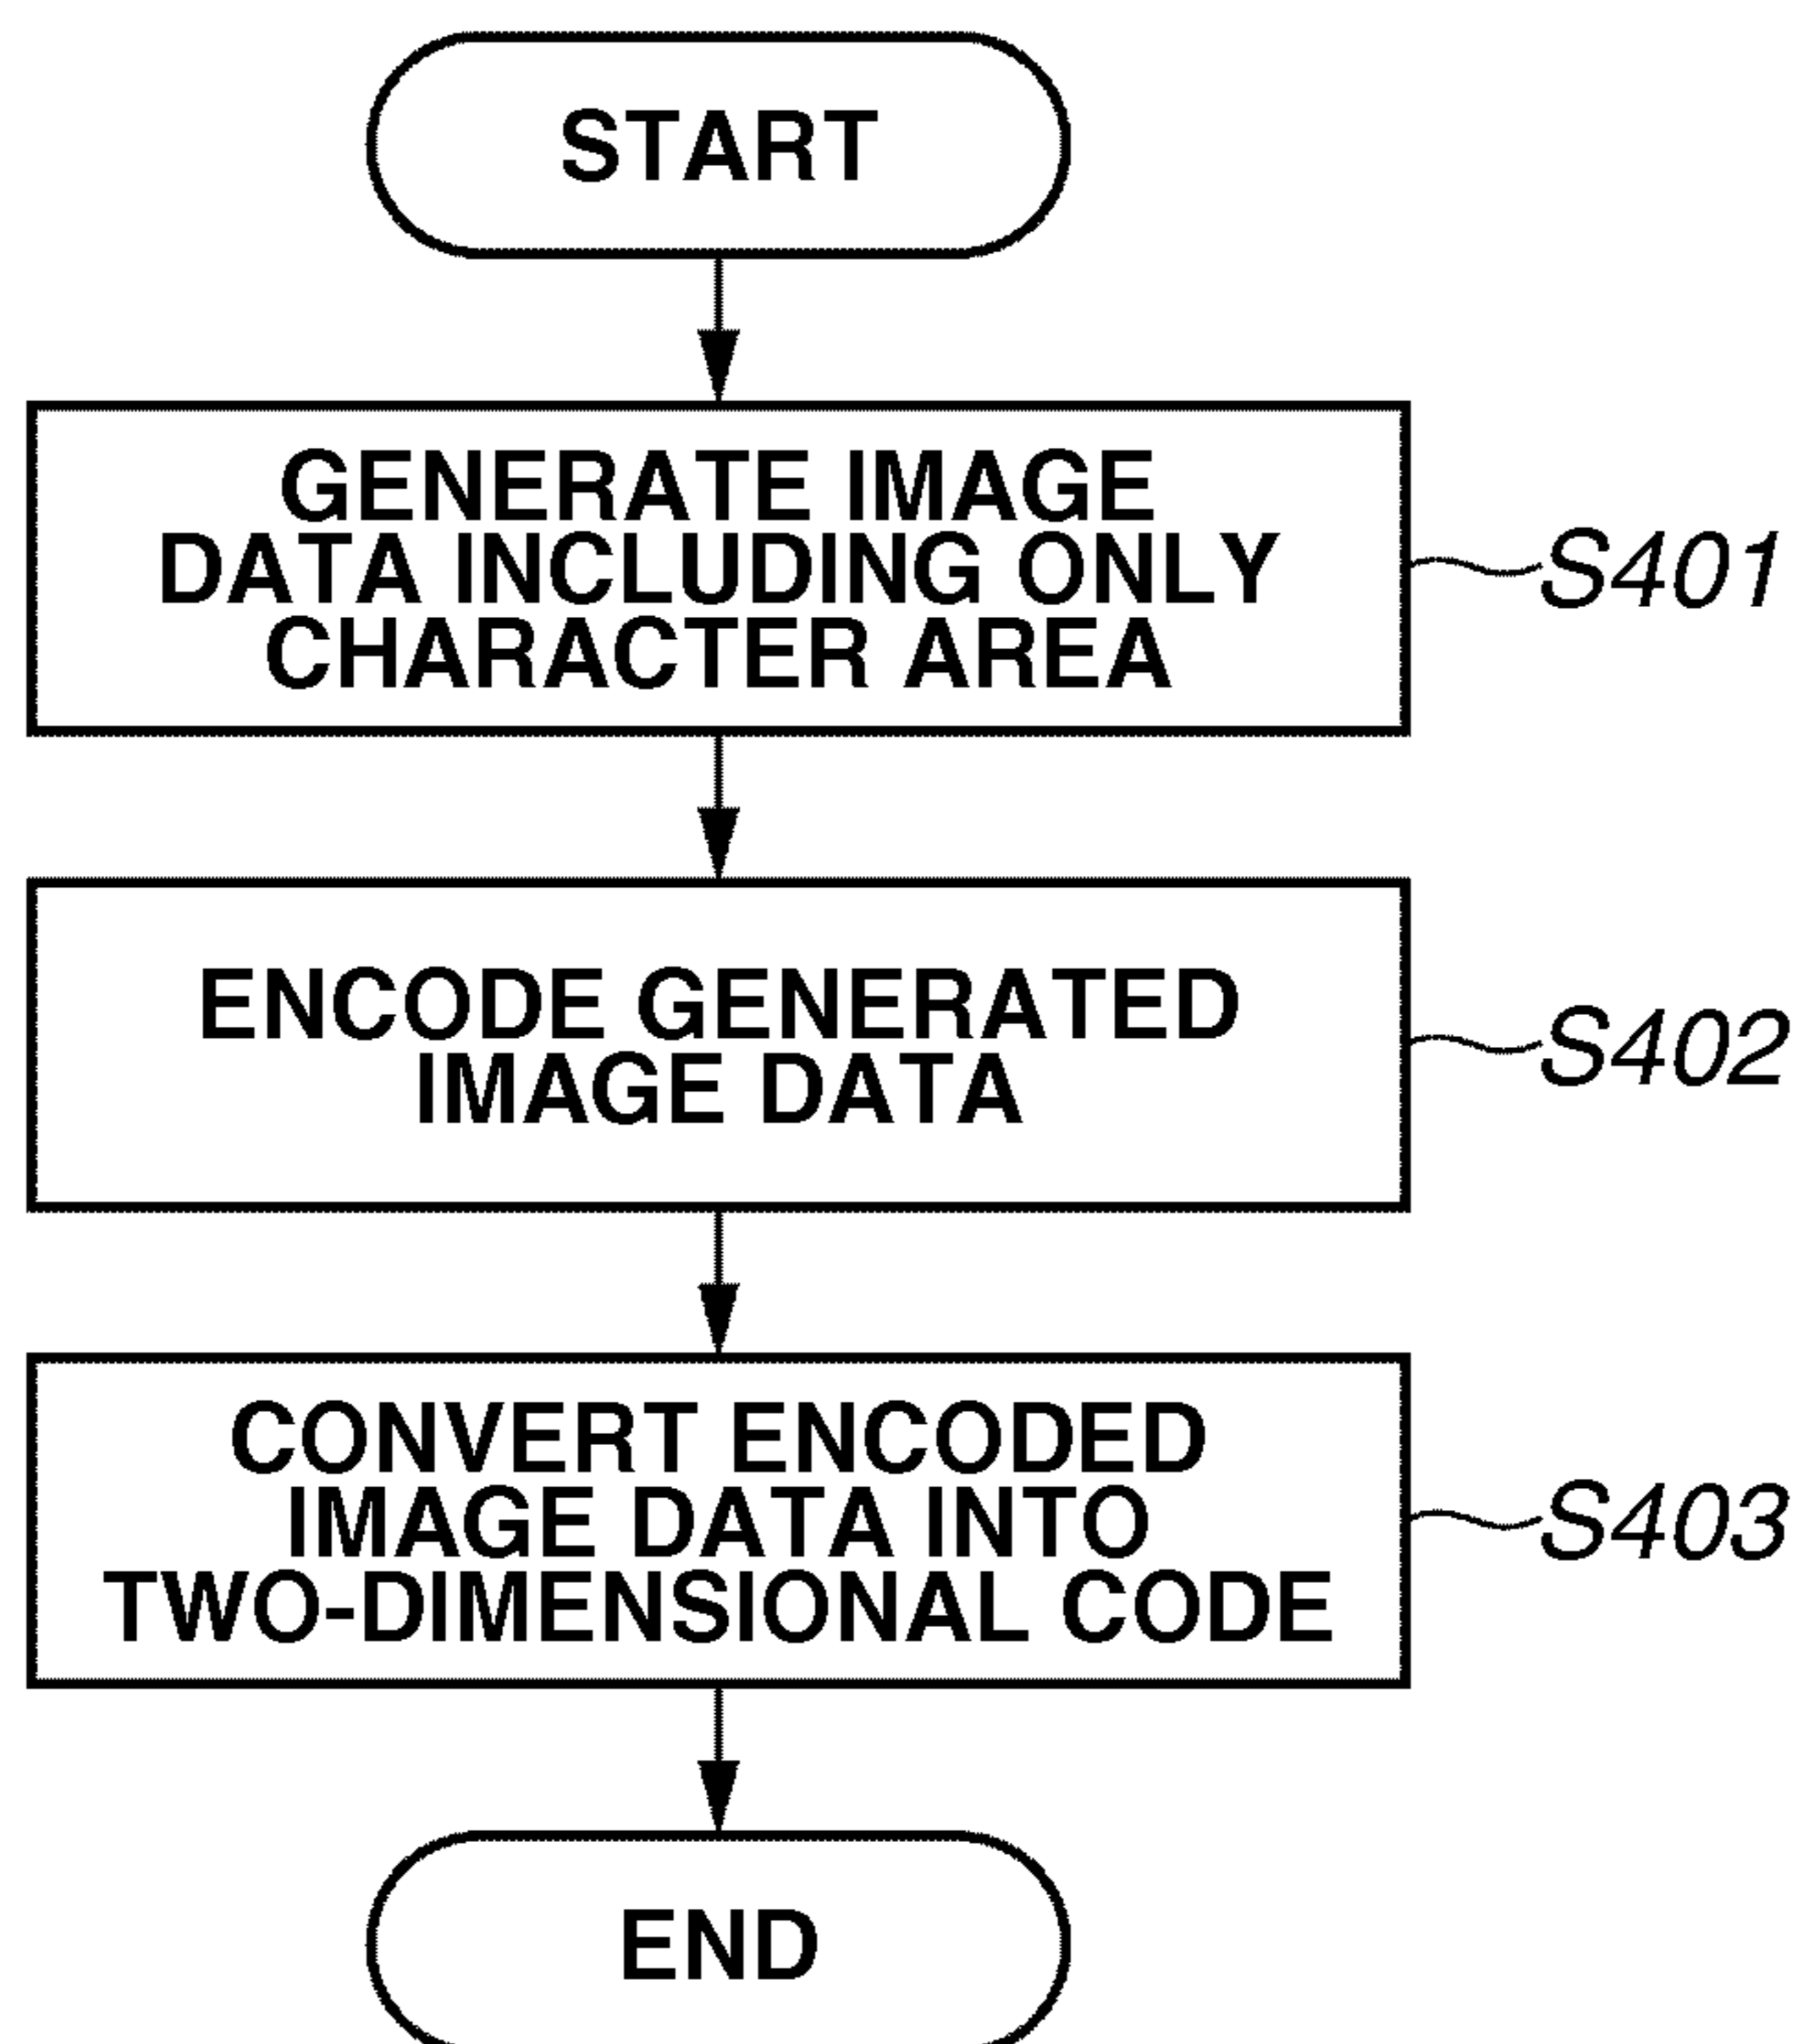 START
GENERATE IMAGE
DATA INCLUDING ONLY
CHARACTER AREA
S401
ENCODE GENERATED
IMAGE DATA
S402
CONVERT ENCODED
IMAGE DATA INTO
TWO-DIMENSIONAL CODE
S403
END